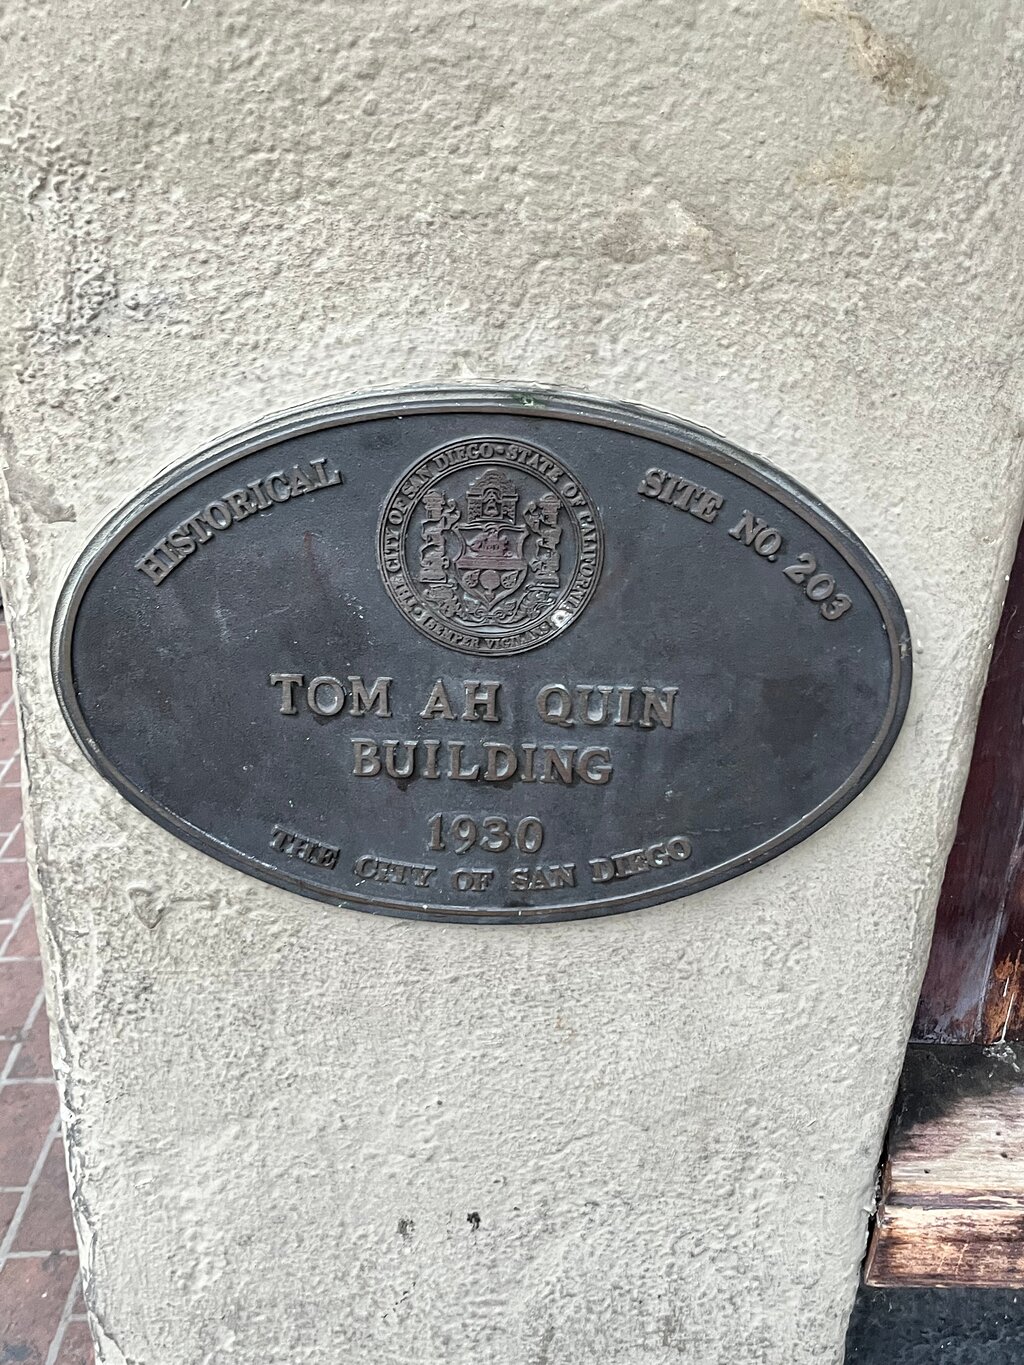 HISTORICAL
SITE NO. 203
THE CITY OF SAN DIEGO · STATE OF CALIFORNIA
SEMPER VIGILANS
TOM AH QUIN
BUILDING
1930
THE CITY OF SAN DIEGO